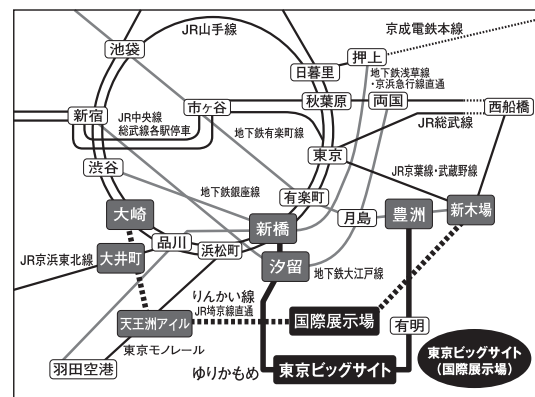 京成電鉄本線
JR山手線
池袋
押上
日暮里
地下鉄浅草線
・京浜急行線直通
新宿
市ヶ谷
秋葉原
両国
西船橋
JR中央線
総武線各駅停車
地下鉄有楽町線
JR総武線
東京
渋谷
JR京葉線・武蔵野線
地下鉄銀座線
有楽町
大崎
新橋
月島
豊洲
新木場
品川
浜松町
JR京浜東北線
大井町
汐留
地下鉄大江戸線
りんかい線
JR埼京線直通
天王洲アイル
国際展示場
有明
東京モノレール
羽田空港
ゆりかもめ
東京ビッグサイト
東京ビッグサイト
(国際展示場)